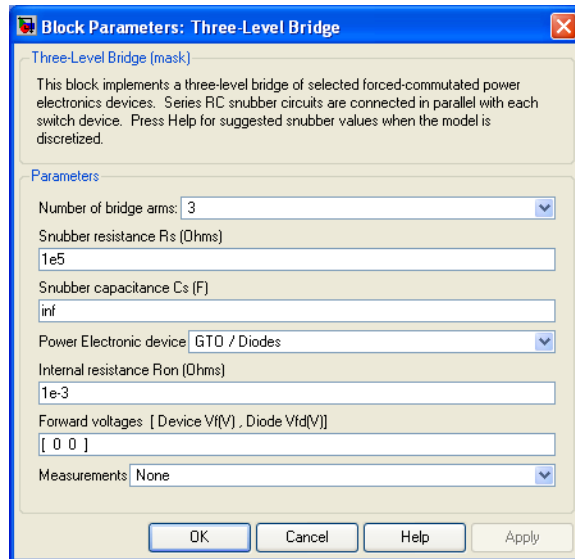 Block Parameters: Three-Level Bridge
Three-Level Bridge (mask)
This block implements a three-level bridge of selected forced-commutated power
electronics devices. Series RC snubber circuits are connected in parallel with each
switch device. Press Help for suggested snubber values when the model is
discretized.
Parameters
Number of bridge arms: 3
Snubber resistance Rs (Ohms)
1e5
Snubber capacitance Cs (F)
inf
Power Electronic device GTO / Diodes
Internal resistance Ron (Ohms)
1e-3
Forward voltages [ Device Vf(V) , Diode Vfd(V)]
[ 0 0 ]
Measurements None
OK Cancel Help Apply